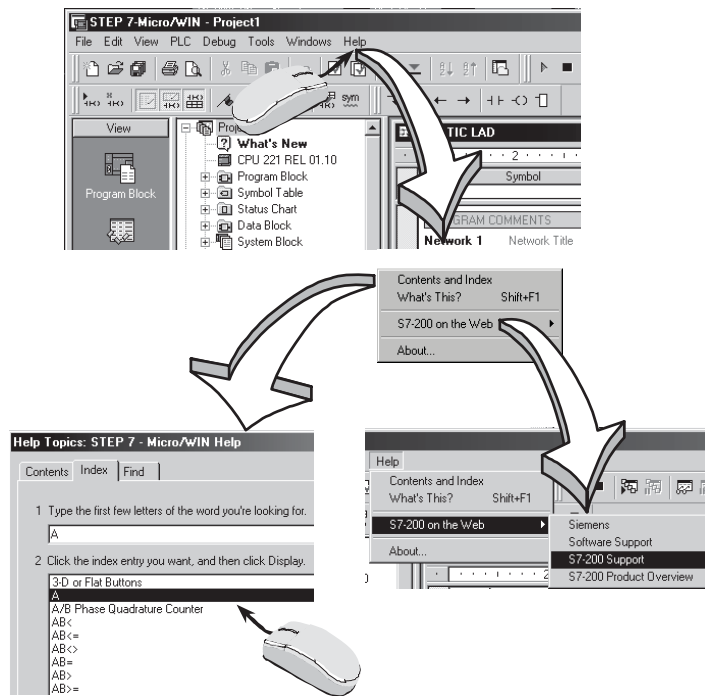 STEP 7-Micro/WIN - Project1
File Edit View PLC Debug Tools Windows Help
sym
View
Program Block
What's New
CPU 221 REL 01.10
Program Block
Symbol Table
Status Chart
Data Block
System Block
LAD
2
Symbol
COMMENTS
Network 1 Network Title
Contents and Index
What's This? Shift+F1
S7-200 on the Web
About...
Help Topics: STEP 7 - Micro/WIN Help
Contents Index Find
1 Type the first few letters of the word you're looking for.
A
2 Click the index entry you want, and then click Display.
3-D or Flat Buttons
A
A/B Phase Quadrature Counter
AB<
AB<=
AB<>
AB=
AB>
AB>=
Help
Contents and Index
What's This? Shift+F1
S7-200 on the Web
About...
Siemens
Software Support
S7-200 Support
S7-200 Product Overview